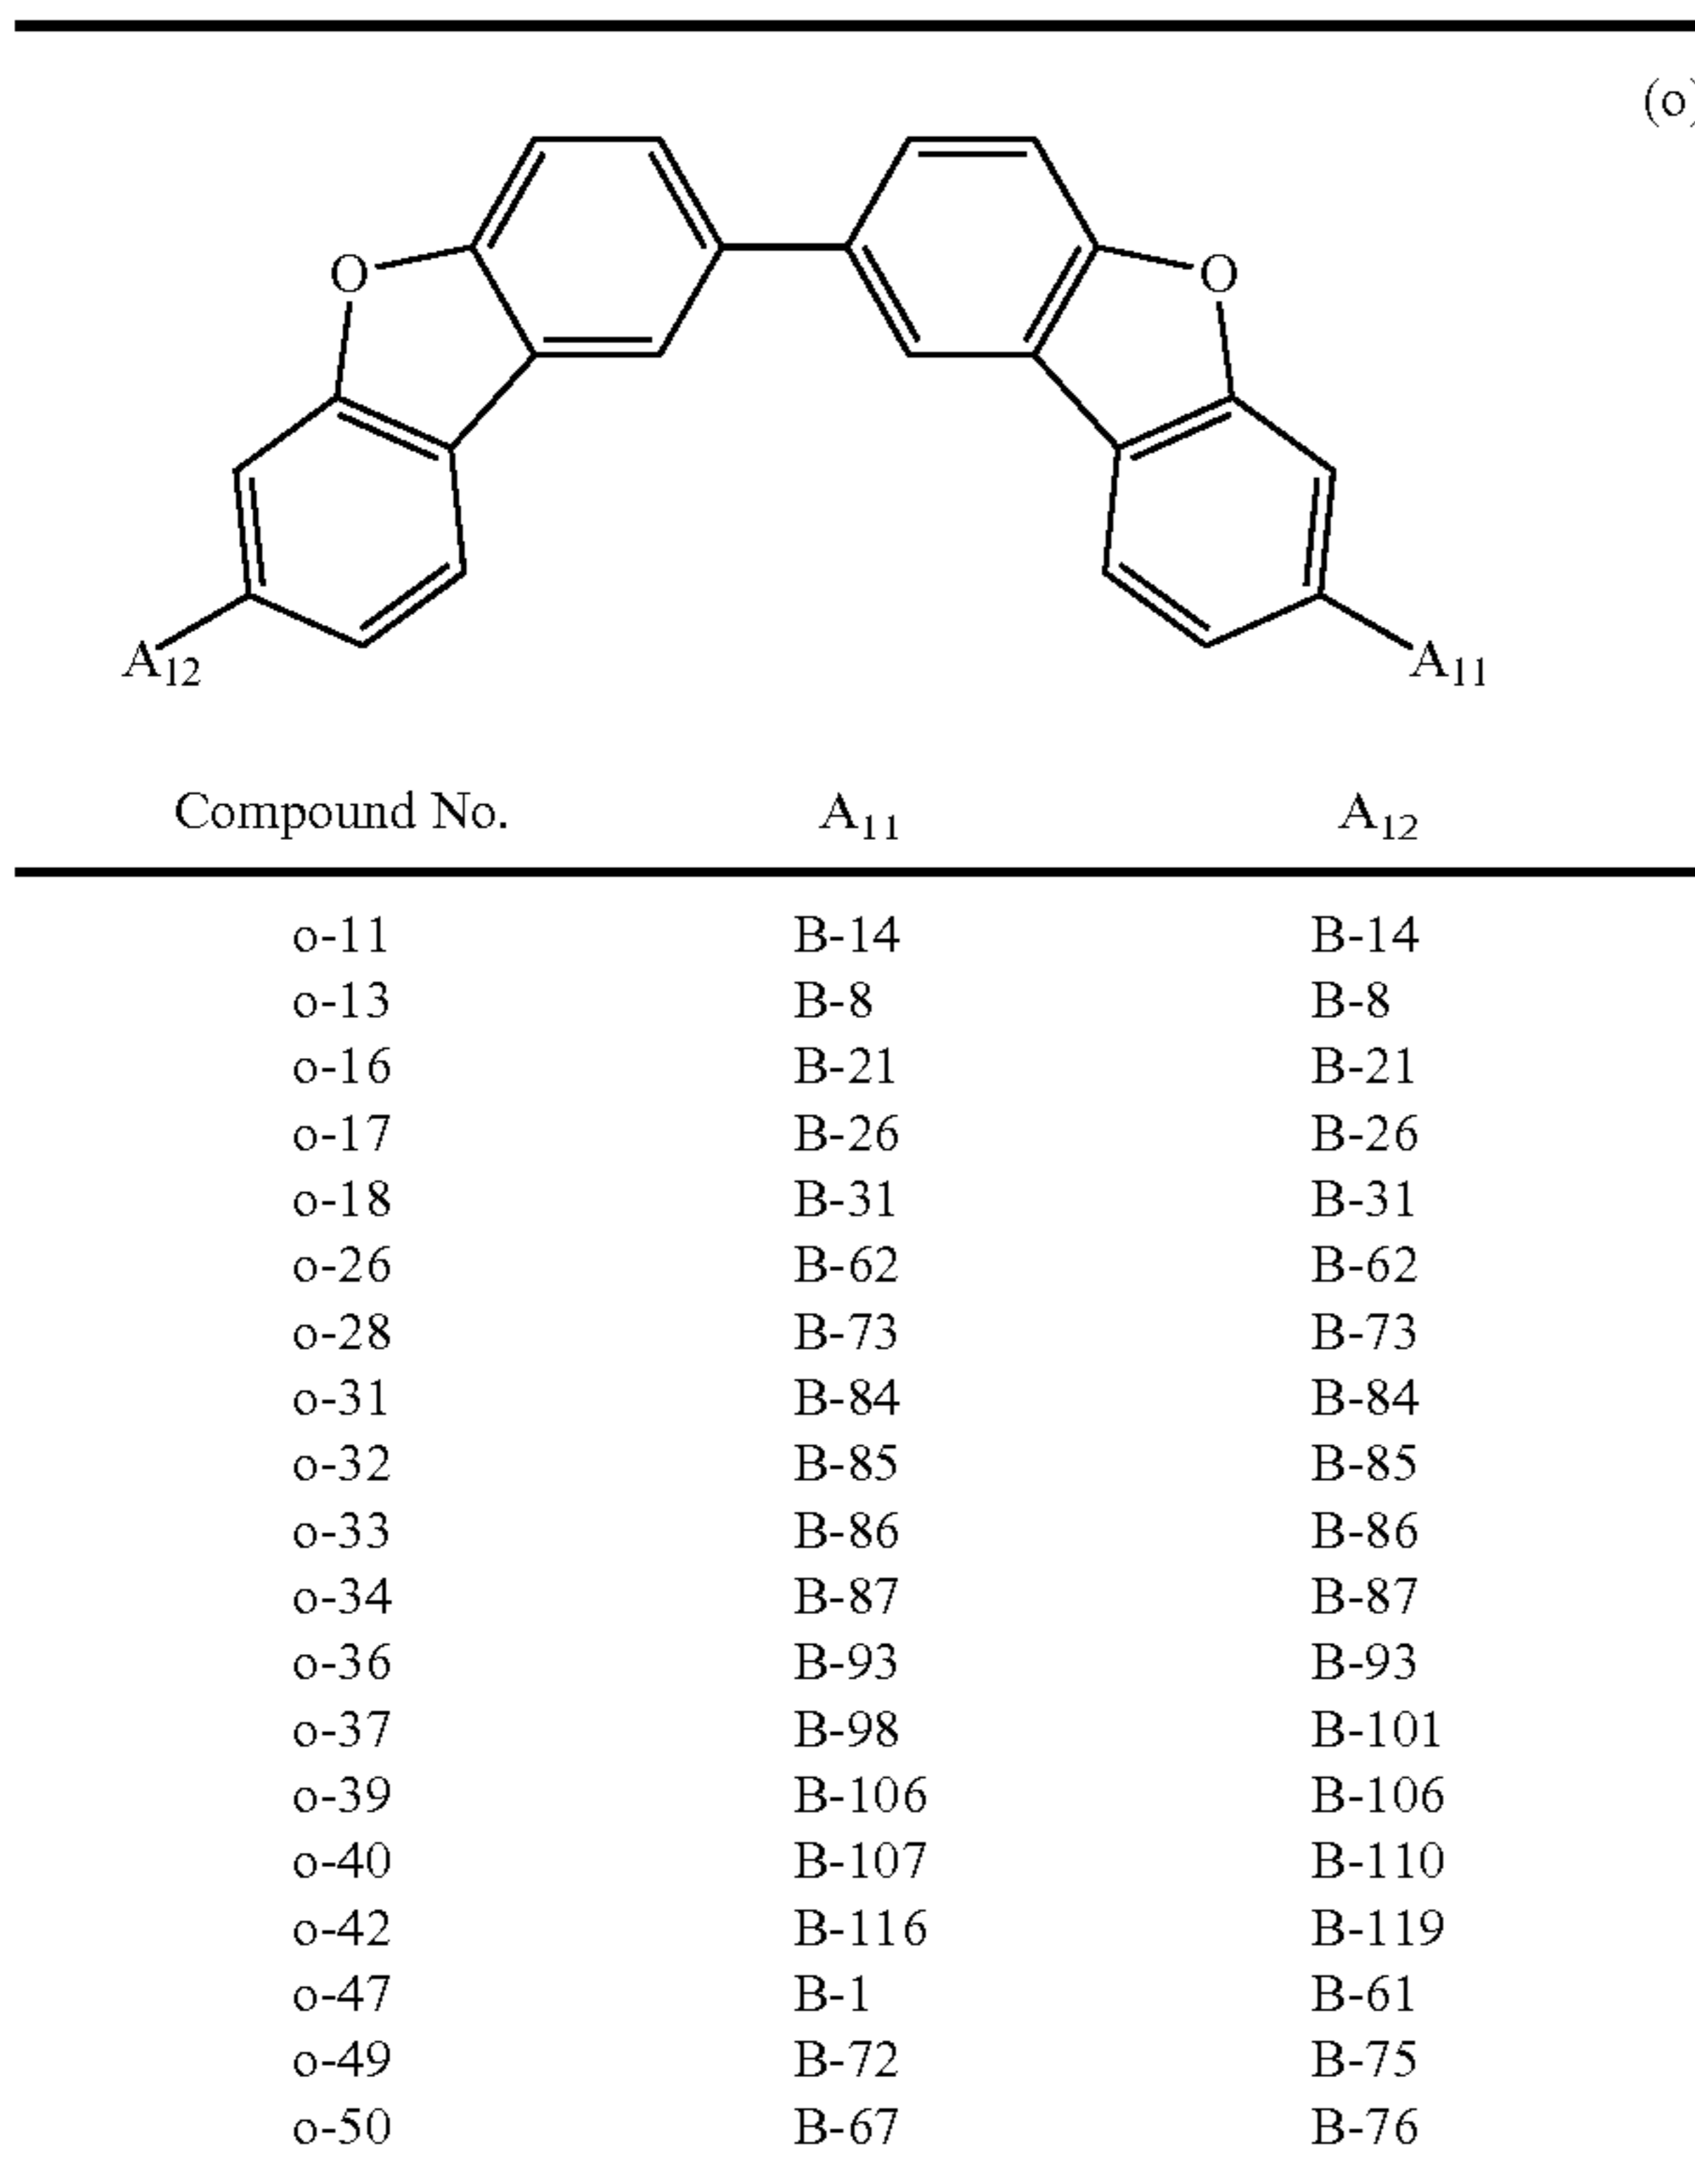 (o)
O O
A12 A11
Compound No. A11 A12
o-11 B-14 B-14
o-13 B-8 B-8
o-16 B-21 B-21
o-17 B-26 B-26
o-18 B-31 B-31
o-26 B-62 B-62
o-28 B-73 B-73
o-31 B-84 B-84
o-32 B-85 B-85
o-33 B-86 B-86
o-34 B-87 B-87
o-36 B-93 B-93
o-37 B-98 B-101
o-39 B-106 B-106
o-40 B-107 B-110
o-42 B-116 B-119
o-47 B-1 B-61
o-49 B-72 B-75
o-50 B-67 B-76